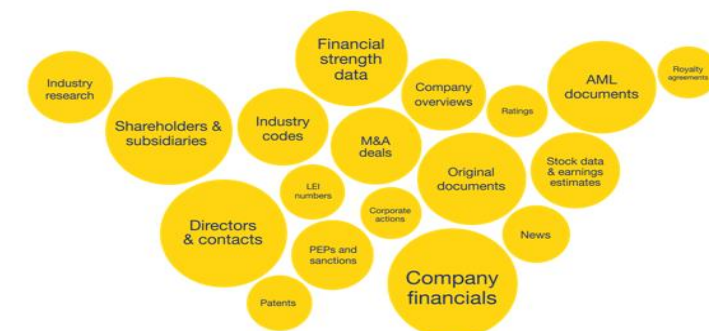 Financial
strength
data
Industry
research
Company
overviews
AML
documents
Royalty
agreements
Shareholders &
subsidiaries
Industry
codes
Ratings
M&A
deals
Original
documents
Stock data
& earnings
estimates
LEI
numbers
Corporate
actions
Directors
& contacts
News
PEPs and
sanctions
Company
financials
Patents